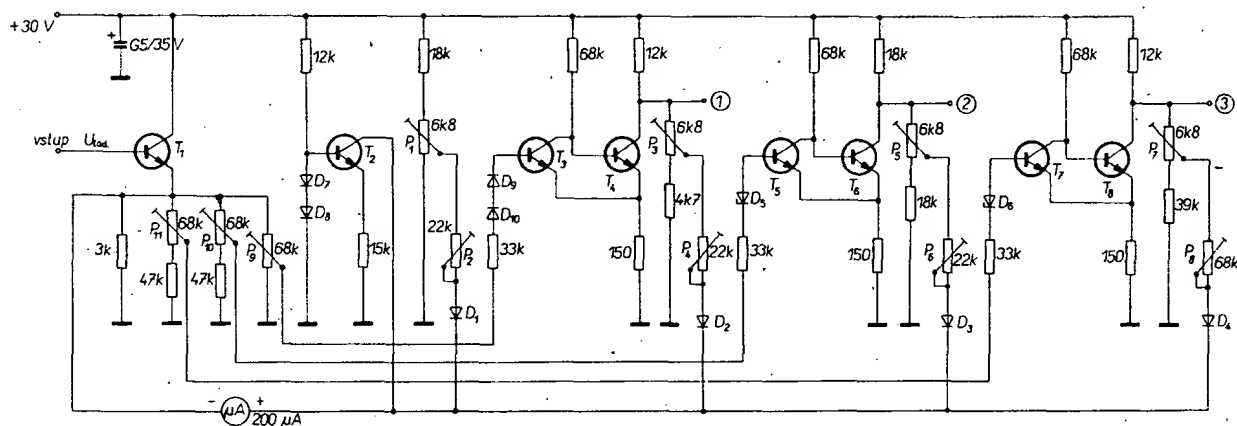 +30 V
+ G5/35 V
12k
18k
68k
12k
68k
18k
68k
12k
① ② ③
vstup Ulad.
T1
T2
P1 6k8
T3
T4
P3 6k8
T5
T6
P5 6k8
T7
T8
P7 6k8
D7
D8
D9
D10
D5
D6
3k
P11 68k
P10 68k
P9 68k
47k
47k
15k
22k P2
33k
150
4k7
P4 22k
33k
150
18k
P6 22k
33k
150
39k
P8 68k
D1
D2
D3
D4
- µA +
200 µA